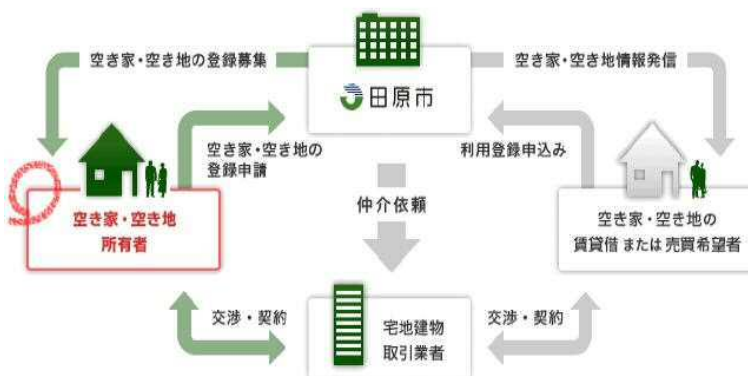 空き家・空き地の登録募集
田原市
空き家・空き地情報発信
空き家・空き地の
登録申請
利用登録申込み
空き家・空き地
所有者
仲介依頼
空き家・空き地の
賃貸借 または 売買希望者
交渉・契約
宅地建物
取引業者
交渉・契約